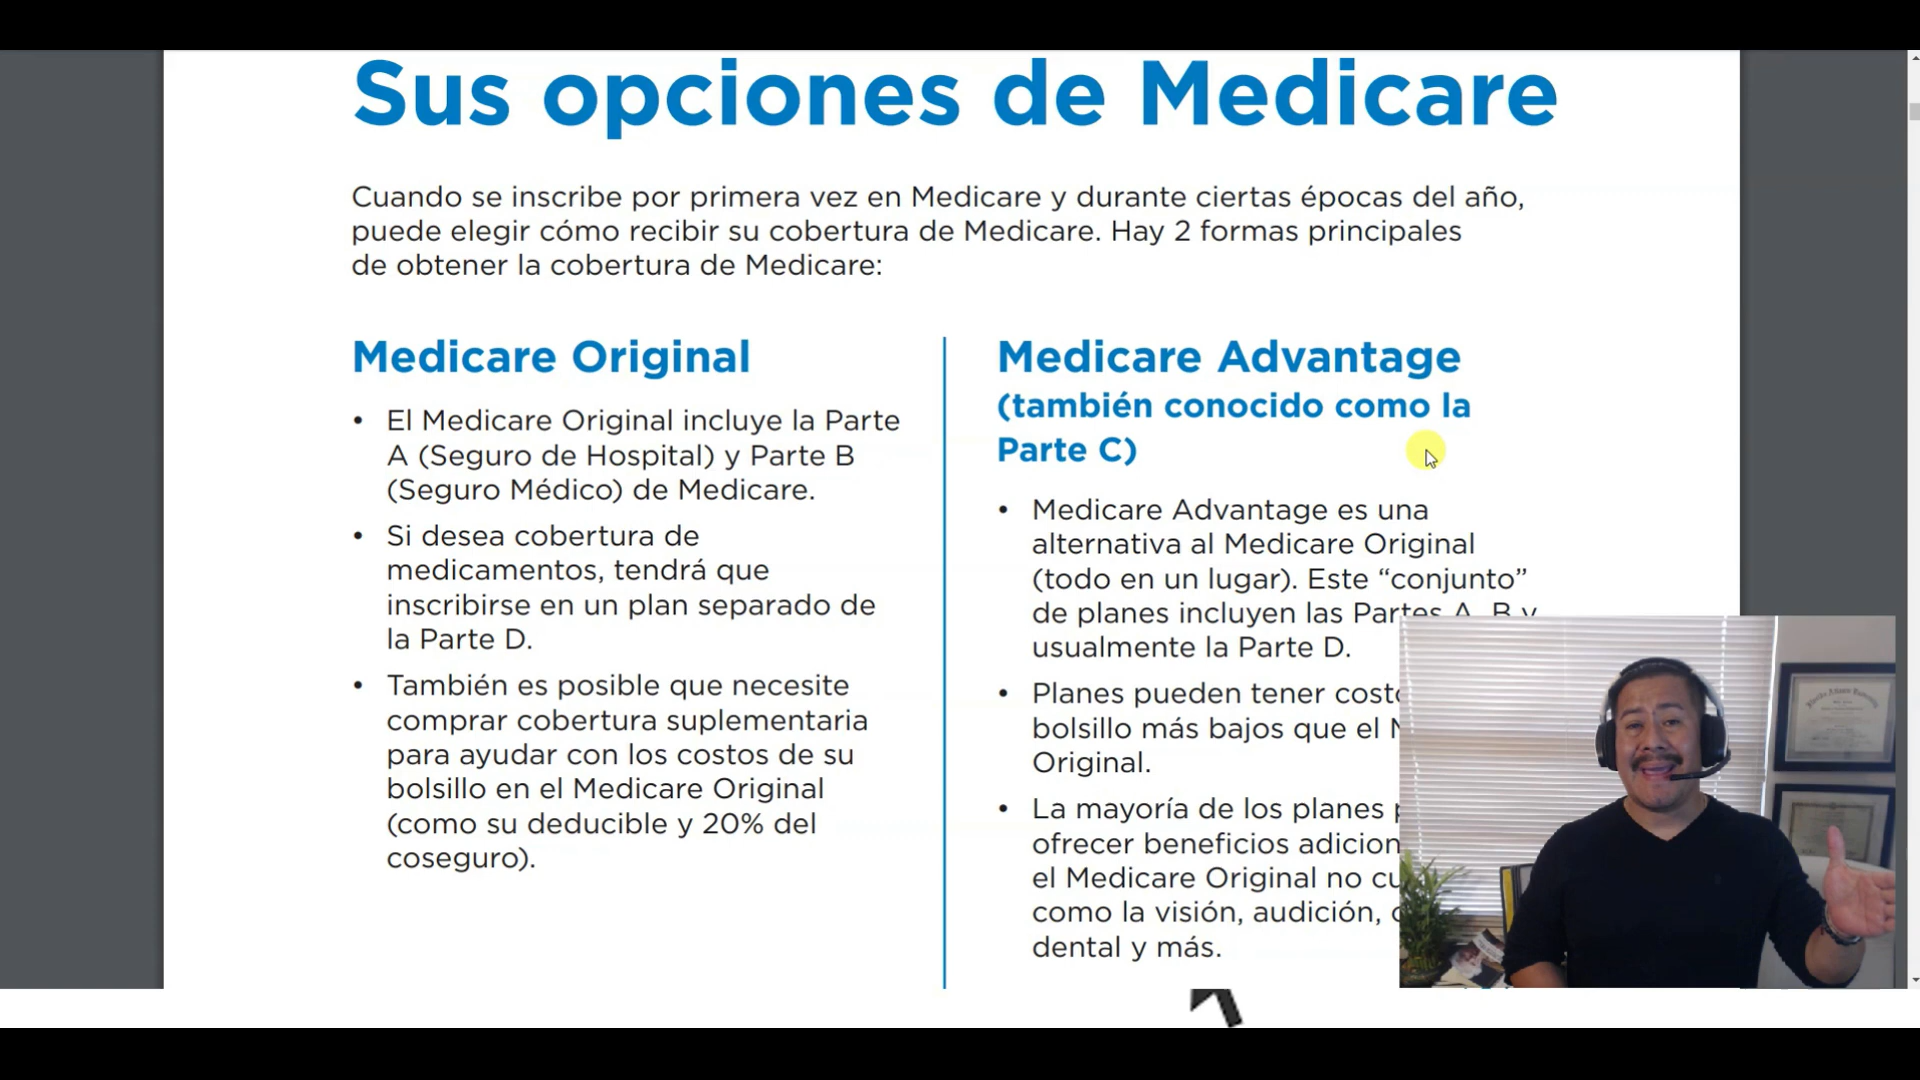 Sus opciones de Medicare
Cuando se inscribe por primera vez en Medicare y durante ciertas épocas del año,
puede elegir cómo recibir su cobertura de Medicare. Hay 2 formas principales
de obtener la cobertura de Medicare:
Medicare Original
• El Medicare Original incluye la Parte
A (Seguro de Hospital) y Parte B
(Seguro Médico) de Medicare.
• Si desea cobertura de
medicamentos, tendrá que
inscribirse en un plan separado de
la Parte D.
• También es posible que necesite
comprar cobertura suplementaria
para ayudar con los costos de su
bolsillo en el Medicare Original
(como su deducible y 20% del
coseguro).
Medicare Advantage
(también conocido como la
Parte C)
• Medicare Advantage es una
alternativa al Medicare Original
(todo en un lugar). Este “conjunto”
de planes incluyen las Partes A, B y
usualmente la Parte D.
• Planes pueden tener
bolsillo más bajos que el
Original.
• La mayoría de los planes
ofrecer beneficios
el Medicare Original no
como la visión, audición,
dental y más.